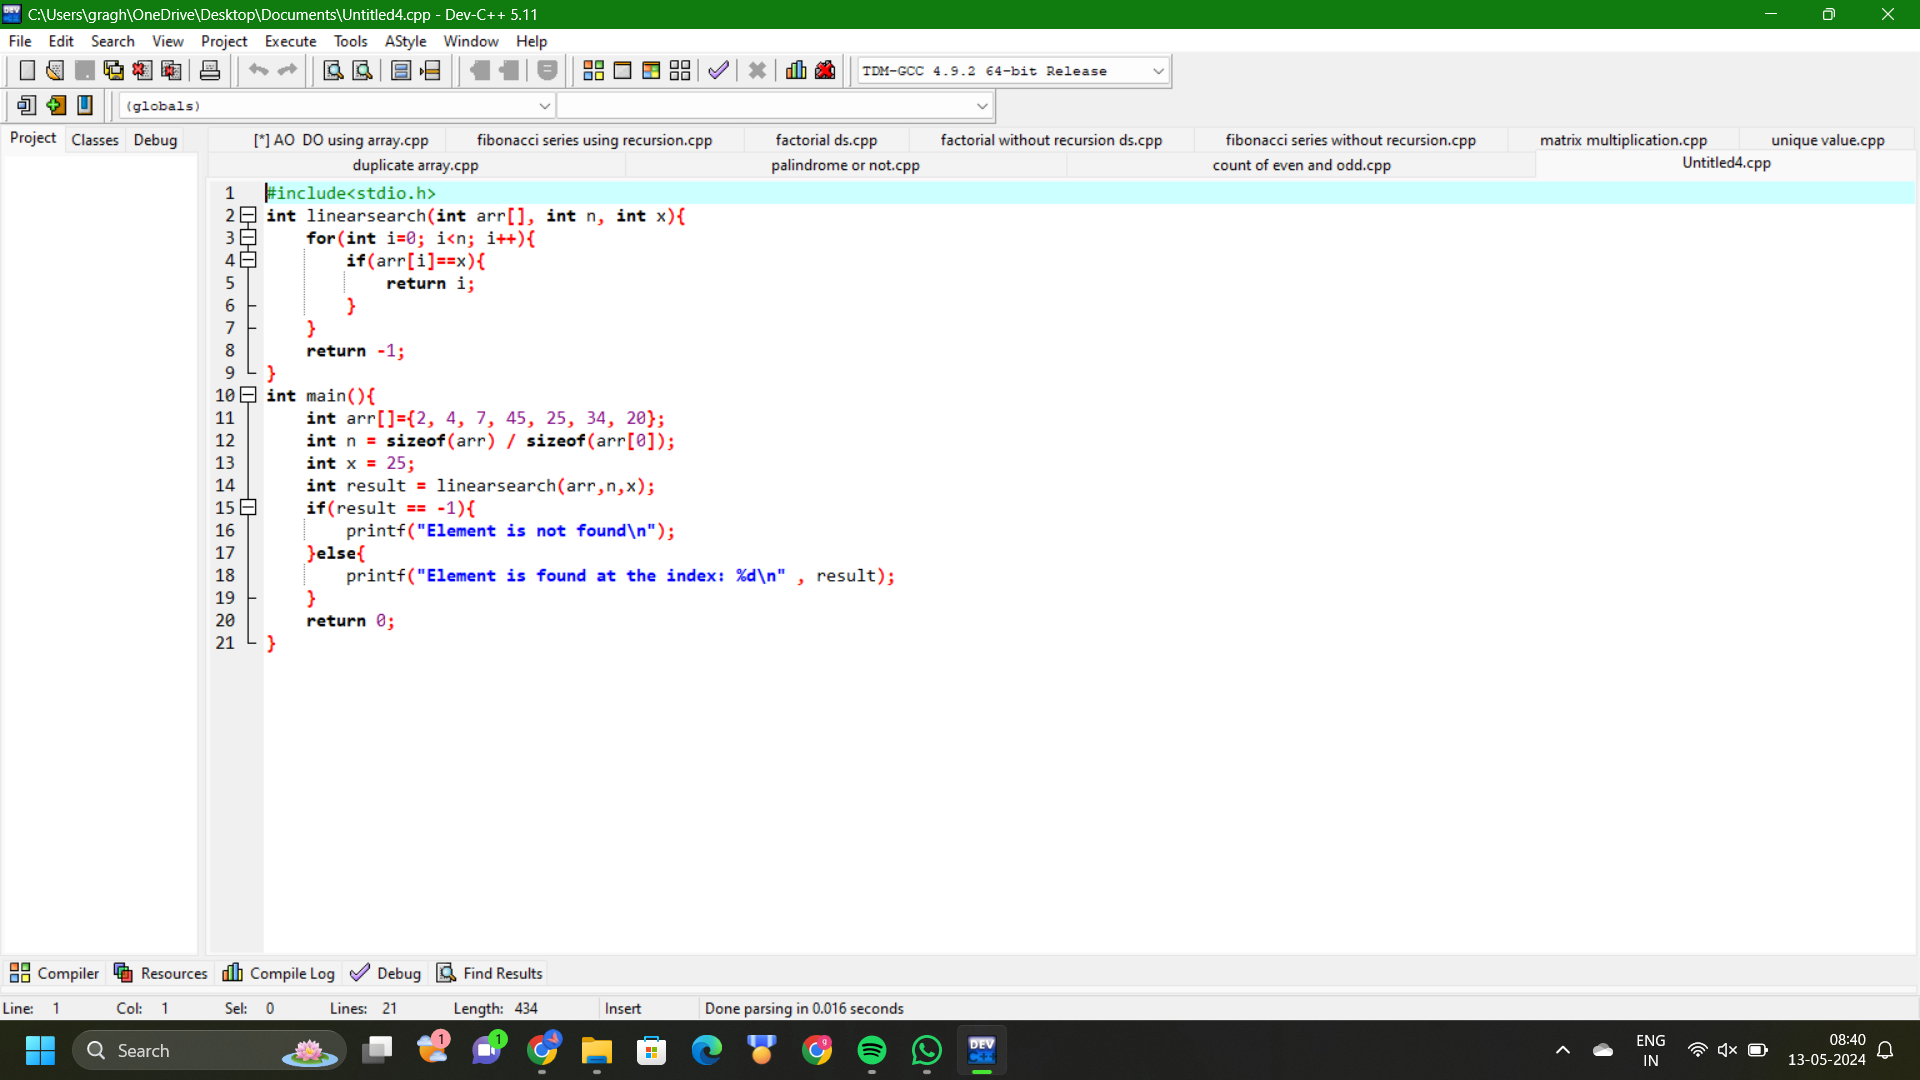 C:\Users\gragh\OneDrive\Desktop\Documents\Untitled4.cpp - Dev-C++ 5.11
File Edit Search View Project Execute Tools AStyle Window Help
TDM-GCC 4.9.2 64-bit Release
(globals)
Project Classes Debug
[*] AO DO using array.cpp fibonacci series using recursion.cpp factorial ds.cpp factorial without recursion ds.cpp fibonacci series without recursion.cpp matrix multiplication.cpp unique value.cpp
duplicate array.cpp palindrome or not.cpp count of even and odd.cpp Untitled4.cpp
1 #include<stdio.h>
2 int linearsearch(int arr[], int n, int x){
3 for(int i=0; i<n; i++){
4 if(arr[i]==x){
5 return i;
6 }
7 }
8 return -1;
9 }
10 int main(){
11 int arr[]={2, 4, 7, 45, 25, 34, 20};
12 int n = sizeof(arr) / sizeof(arr[0]);
13 int x = 25;
14 int result = linearsearch(arr,n,x);
15 if(result == -1){
16 printf("Element is not found\n");
17 }else{
18 printf("Element is found at the index: %d\n" , result);
19 }
20 return 0;
21 }
Compiler Resources Compile Log Debug Find Results
Line: 1 Col: 1 Sel: 0 Lines: 21 Length: 434 Insert Done parsing in 0.016 seconds
Search 1 1 9 DEV C++ ENG 08:40
IN 13-05-2024